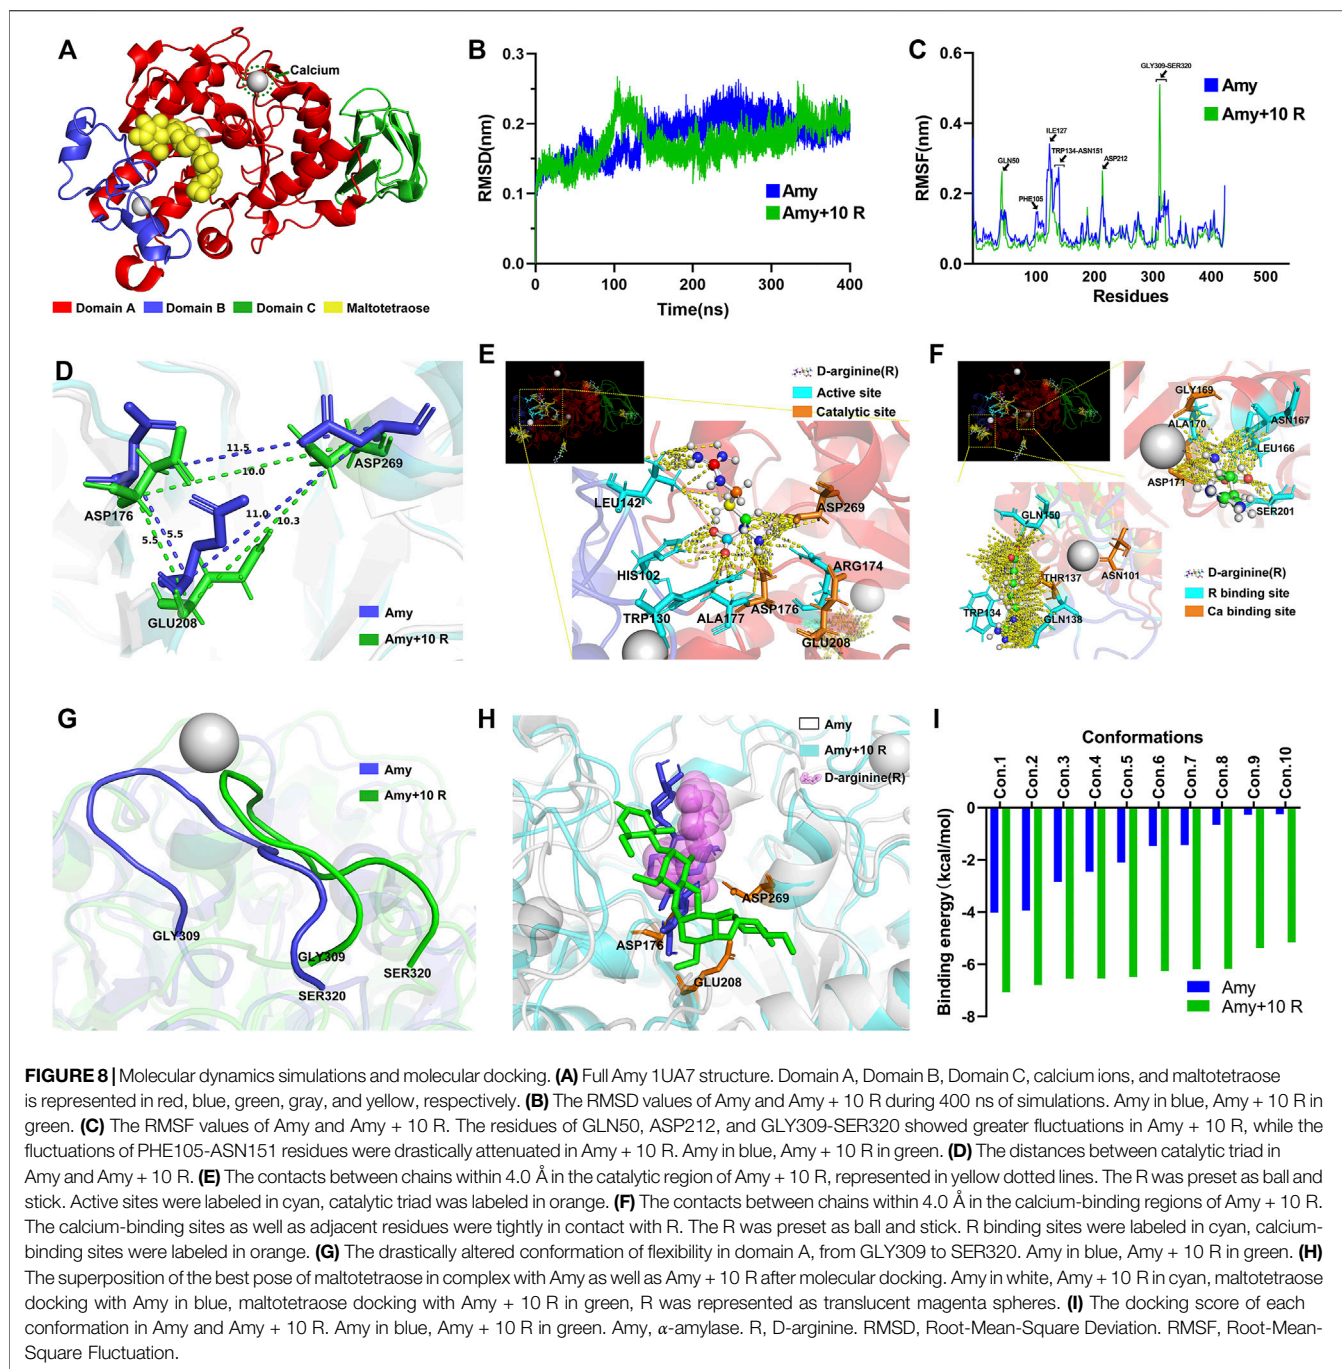 A
Calcium
Domain A
Domain B
Domain C
Maltotetraose
B
RMSD(nm)
0.3
0.2
0.1
0.0
0
100
200
300
400
Time(ns)
Amy
Amy+10 R
C
RMSF(nm)
0.6
0.4
0.2
0.0
100
200
300
400
500
Residues
GLN50
PHE105
ILE127
TRP134-ASN151
ASP212
GLY309-SER320
Amy
Amy+10 R
D
11.5
10.0
ASP269
ASP176
11.0
10.3
5.5
5.5
GLU208
Amy
Amy+10 R
E
D-arginine(R)
Active site
Catalytic site
LEU142
ASP269
HIS102
ARG174
TRP130
ALA177
ASP176
GLU208
F
GLY169
ALA170
ASN167
LEU166
ASP171
SER201
GLN150
THR137
ASN101
TRP134
GLN138
D-arginine(R)
R binding site
Ca binding site
G
Amy
Amy+10 R
GLY309
GLY309
SER320
SER320
H
Amy
Amy+10 R
D-arginine(R)
ASP269
ASP176
GLU208
I
Conformations
Con.1
Con.2
Con.3
Con.4
Con.5
Con.6
Con.7
Con.8
Con.9
Con.10
Binding energy (kcal/mol)
0
-2
-4
-6
-8
Amy
Amy+10 R
FIGURE 8 | Molecular dynamics simulations and molecular docking. (A) Full Amy 1UA7 structure. Domain A, Domain B, Domain C, calcium ions, and maltotetraose
is represented in red, blue, green, gray, and yellow, respectively. (B) The RMSD values of Amy and Amy + 10 R during 400 ns of simulations. Amy in blue, Amy + 10 R in
green. (C) The RMSF values of Amy and Amy + 10 R. The residues of GLN50, ASP212, and GLY309-SER320 showed greater fluctuations in Amy + 10 R, while the
fluctuations of PHE105-ASN151 residues were drastically attenuated in Amy + 10 R. Amy in blue, Amy + 10 R in green. (D) The distances between catalytic triad in
Amy and Amy + 10 R. (E) The contacts between chains within 4.0 Å in the catalytic region of Amy + 10 R, represented in yellow dotted lines. The R was preset as ball and
stick. Active sites were labeled in cyan, catalytic triad was labeled in orange. (F) The contacts between chains within 4.0 Å in the calcium-binding regions of Amy + 10 R.
The calcium-binding sites as well as adjacent residues were tightly in contact with R. The R was preset as ball and stick. R binding sites were labeled in cyan, calcium-
binding sites were labeled in orange. (G) The drastically altered conformation of flexibility in domain A, from GLY309 to SER320. Amy in blue, Amy + 10 R in green. (H)
The superposition of the best pose of maltotetraose in complex with Amy as well as Amy + 10 R after molecular docking. Amy in white, Amy + 10 R in cyan, maltotetraose
docking with Amy in blue, maltotetraose docking with Amy + 10 R in green, R was represented as translucent magenta spheres. (I) The docking score of each
conformation in Amy and Amy + 10 R. Amy in blue, Amy + 10 R in green. Amy, α-amylase. R, D-arginine. RMSD, Root-Mean-Square Deviation. RMSF, Root-Mean-
Square Fluctuation.